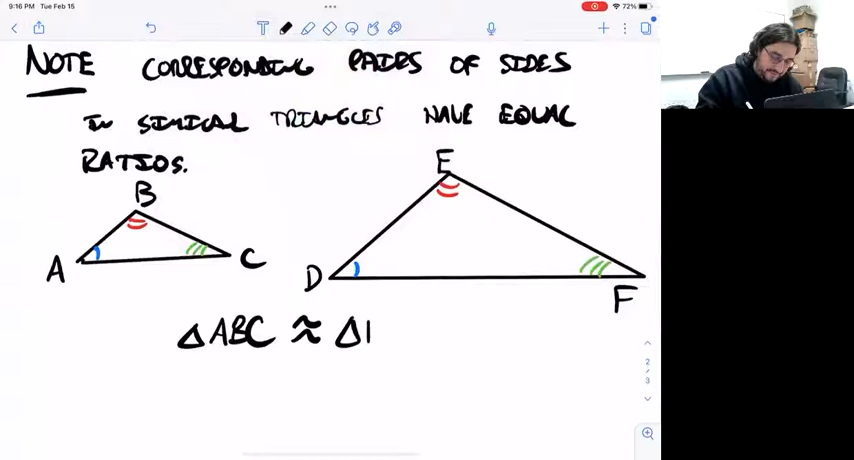 9:16 PM Tue Feb 15
72%
NOTE CORRESPONDING PAIRS OF SIDES
IN SIMILAR TRIANGLES HAVE EQUAL
RATIOS.
B
A
C
E
D
F
△ABC ≈ △
2
/
3